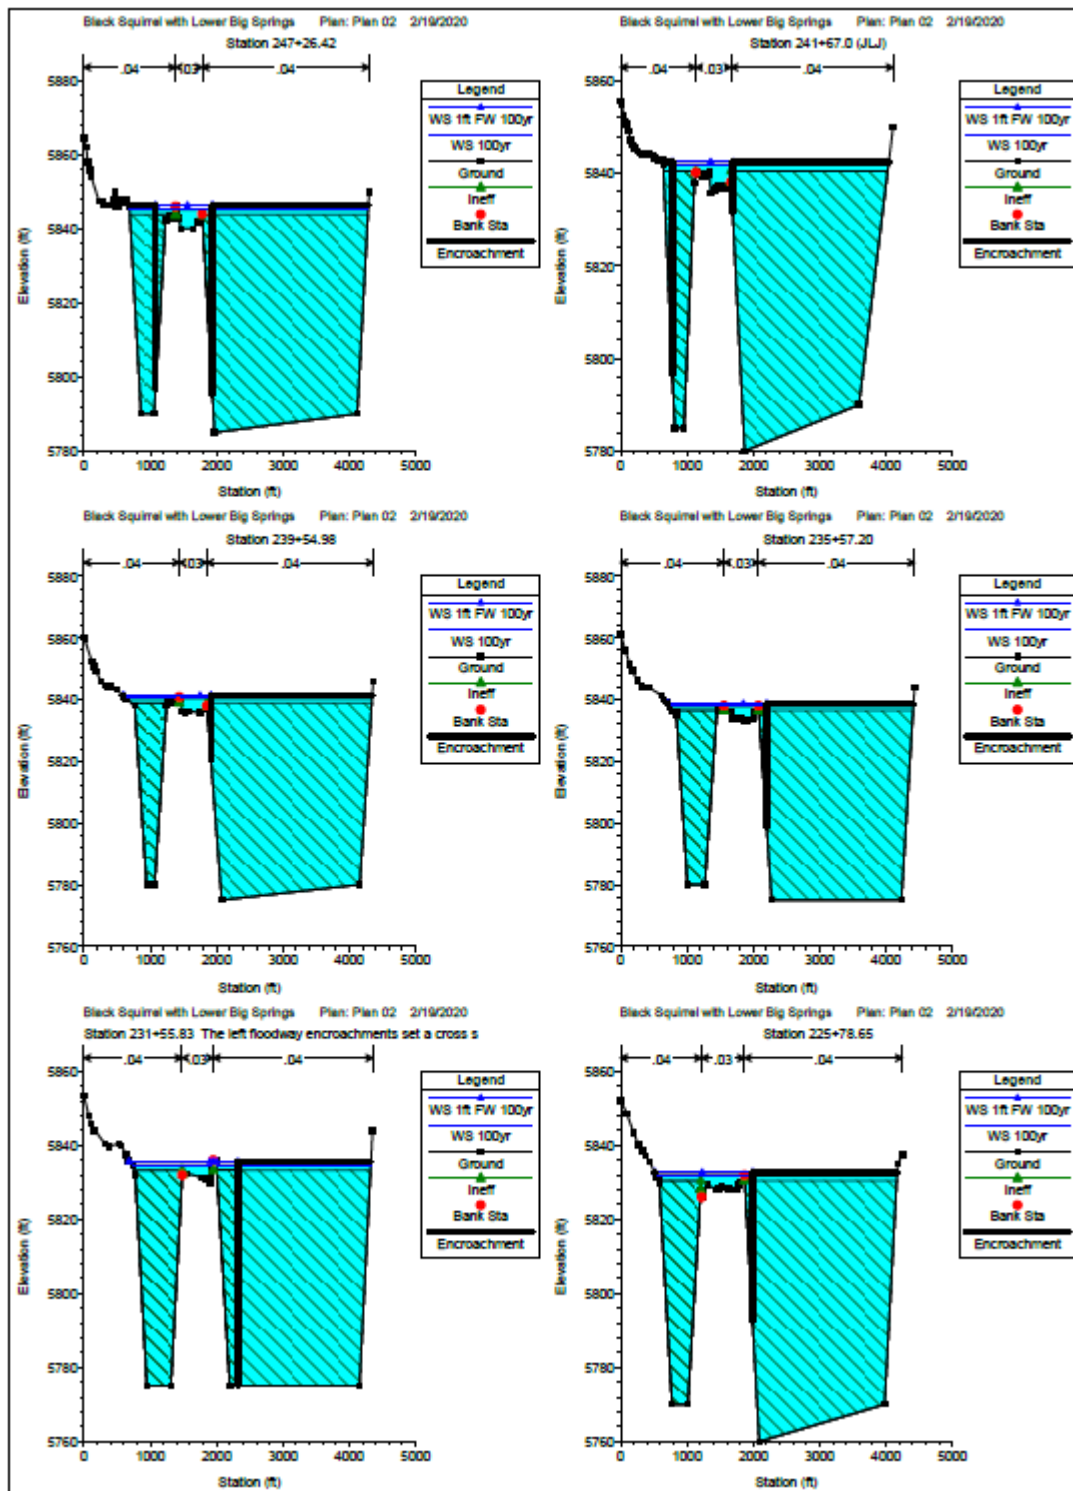 Black Squirrel with Lower Big Springs Plan: Plan 02 2/19/2020
Station 247+26.42
.04 .03 .04
Elevation (ft)
5880
5860
5840
5820
5800
5780
0 1000 2000 3000 4000 5000
Station (ft)
Legend
WS 1ft FW 100yr
WS 100yr
Ground
Ineff
Bank Sta
Encroachment
Black Squirrel with Lower Big Springs Plan: Plan 02 2/19/2020
Station 241+67.0 (JLJ)
.04 .03 .04
Elevation (ft)
5860
5840
5820
5800
5780
0 1000 2000 3000 4000 5000
Station (ft)
Legend
WS 1ft FW 100yr
WS 100yr
Ground
Ineff
Bank Sta
Encroachment
Black Squirrel with Lower Big Springs Plan: Plan 02 2/19/2020
Station 239+54.98
.04 .03 .04
Elevation (ft)
5880
5860
5840
5820
5800
5780
5760
0 1000 2000 3000 4000 5000
Station (ft)
Legend
WS 1ft FW 100yr
WS 100yr
Ground
Ineff
Bank Sta
Encroachment
Black Squirrel with Lower Big Springs Plan: Plan 02 2/19/2020
Station 235+57.20
.04 .03 .04
Elevation (ft)
5880
5860
5840
5820
5800
5780
5760
0 1000 2000 3000 4000 5000
Station (ft)
Legend
WS 1ft FW 100yr
WS 100yr
Ground
Ineff
Bank Sta
Encroachment
Black Squirrel with Lower Big Springs Plan: Plan 02 2/19/2020
Station 231+55.83 The left floodway encroachments set a cross s
.04 .03 .04
Elevation (ft)
5860
5840
5820
5800
5780
5760
0 1000 2000 3000 4000 5000
Station (ft)
Legend
WS 1ft FW 100yr
WS 100yr
Ground
Ineff
Bank Sta
Encroachment
Black Squirrel with Lower Big Springs Plan: Plan 02 2/19/2020
Station 225+78.65
.04 .03 .04
Elevation (ft)
5860
5840
5820
5800
5780
5760
0 1000 2000 3000 4000 5000
Station (ft)
Legend
WS 1ft FW 100yr
WS 100yr
Ground
Ineff
Bank Sta
Encroachment